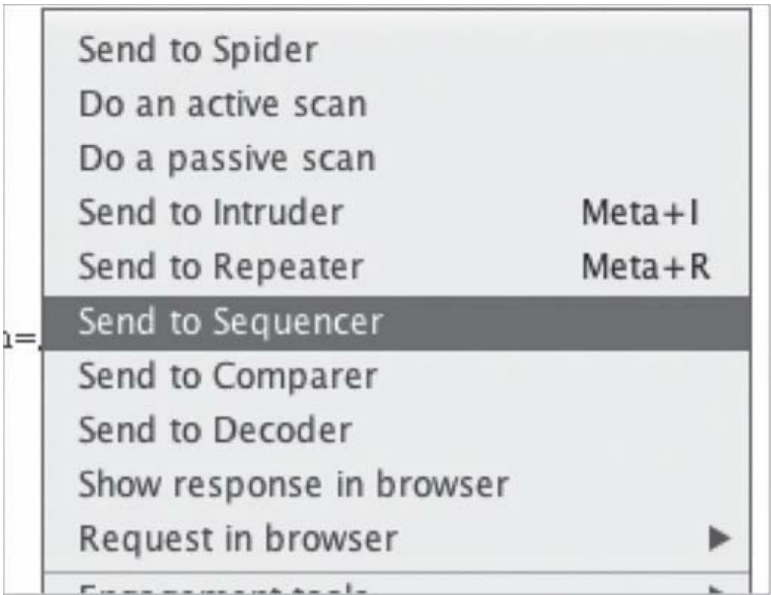 Send to Spider
Do an active scan
Do a passive scan
Send to Intruder Meta+I
Send to Repeater Meta+R
Send to Sequencer
Send to Comparer
Send to Decoder
Show response in browser
Request in browser